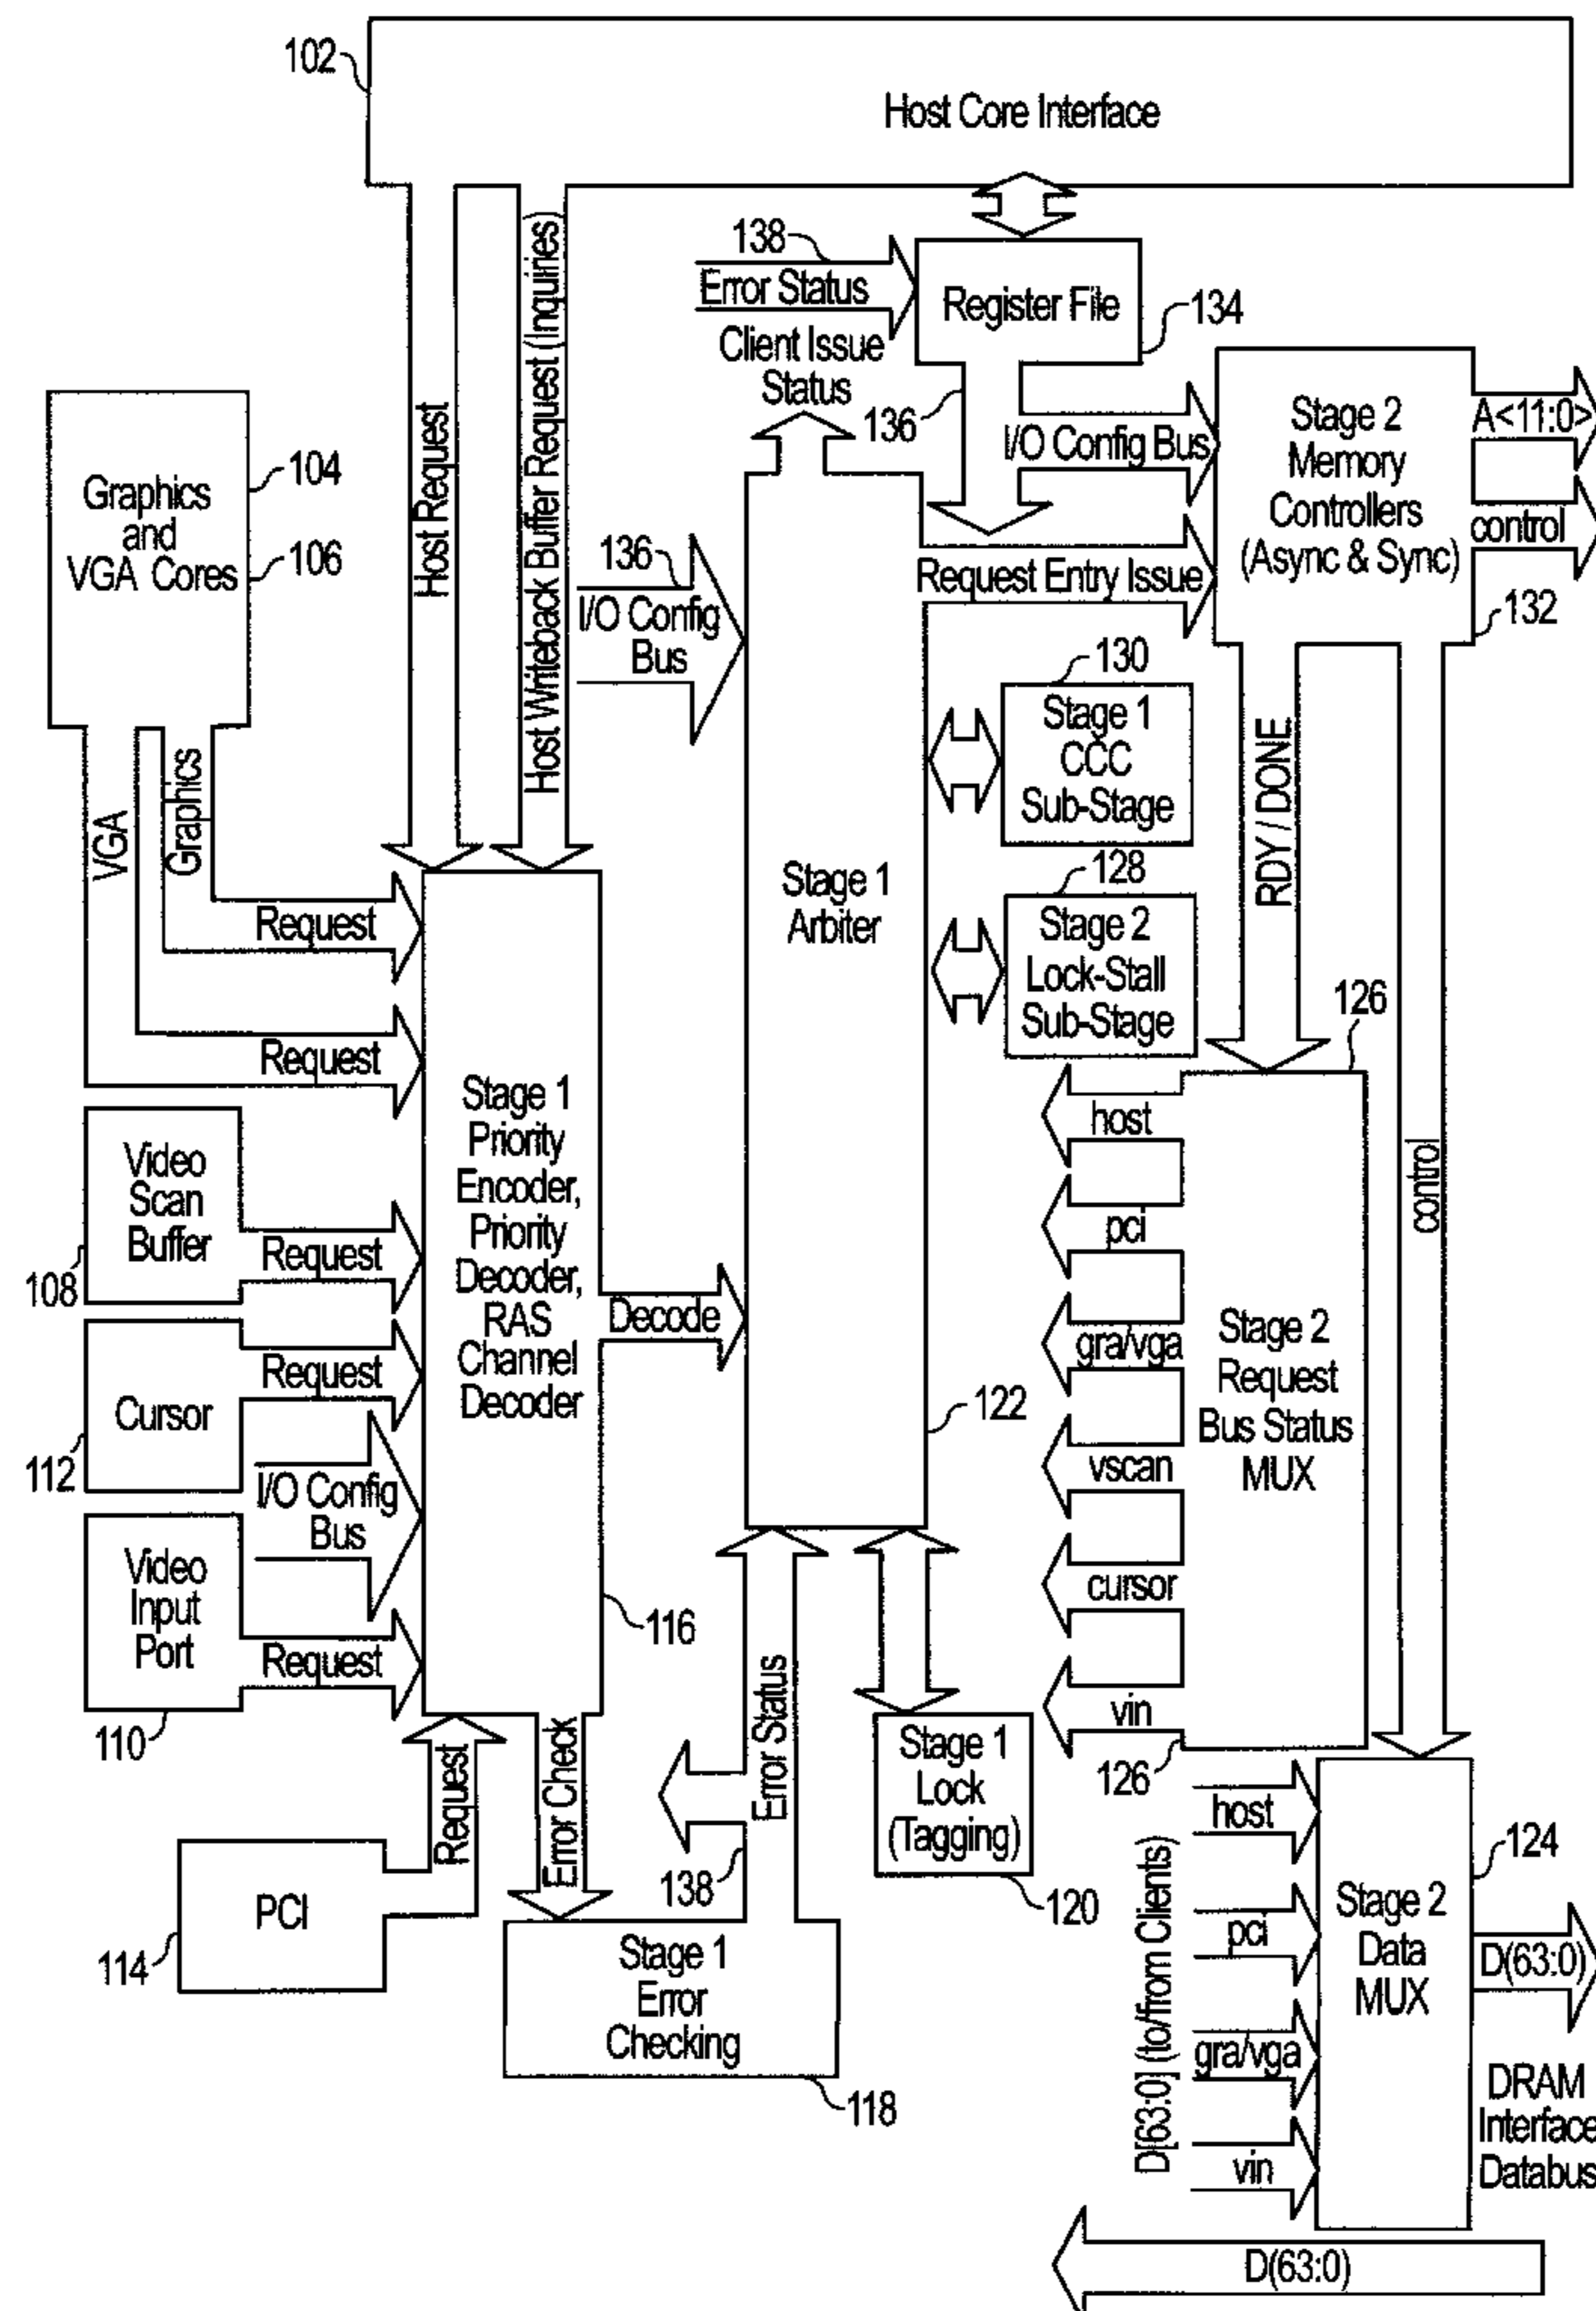 102
Host Core Interface
138
Error Status
Client Issue
Status
Register File
134
136
I/O Config Bus
Stage 2
Memory
Controllers
(Async & Sync)
A<11:0>
control
132
Graphics
and
VGA Cores
104
106
Host Request
Host Writeback Buffer Request (Inquiries)
136
I/O Config
Bus
Request Entry Issue
130
Stage 1
CCC
Sub-Stage
RDY / DONE
VGA
Graphics
Request
Request
Stage 1
Arbiter
128
Stage 2
Lock-Stall
Sub-Stage
126
Stage 1
Priority
Encoder,
Priority
Decoder,
RAS
Channel
Decoder
Video
Scan
Buffer
Request
108
Cursor
Request
112
I/O Config
Bus
Video
Input
Port
Request
110
Decode
122
116
host
pci
gra/vga
vscan
cursor
vin
Stage 2
Request
Bus Status
MUX
126
control
PCI
114
Request
Error Check
Error Status
138
Stage 1
Error
Checking
118
Stage 1
Lock
(Tagging)
120
D[63:0] (to/from Clients)
host
pci
gra/vga
vin
Stage 2
Data
MUX
124
D(63:0)
DRAM
Interface
Databus
D(63:0)